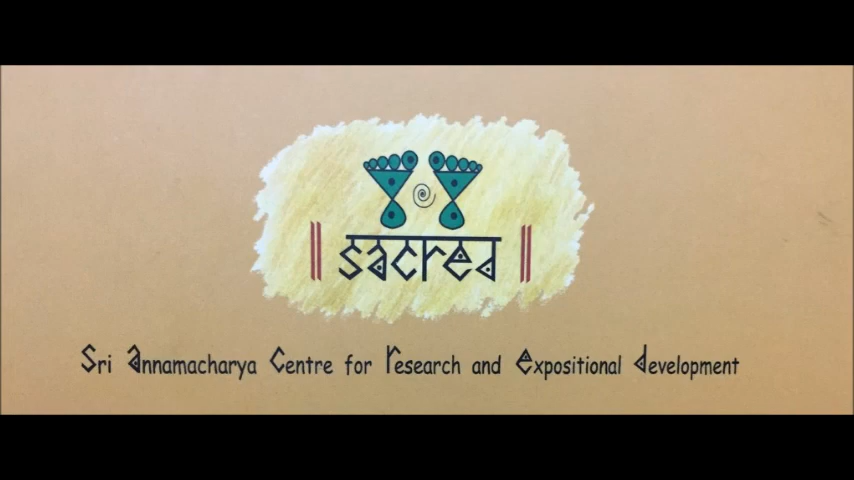 || sacred ||
Sri Annamacharya Centre for Research and Expositional development